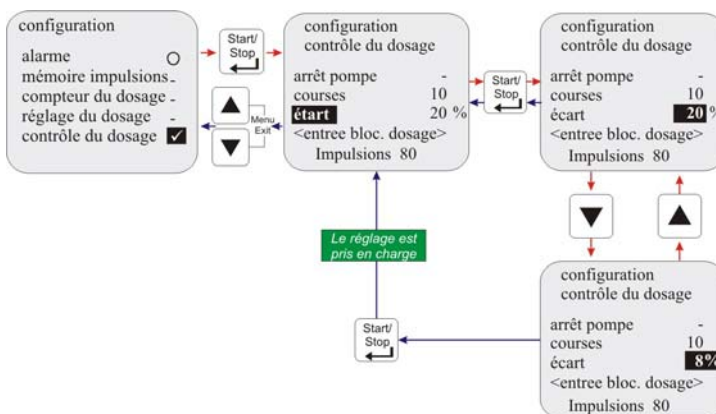 configuration
alarme
mémoire impulsions -
compteur du dosage -
réglage du dosage -
contrôle du dosage ✓
Start/
Stop
Menu
Exit
configuration
contrôle du dosage
arrêt pompe -
courses 10
étart 20 %
<entree bloc. dosage>
Impulsions 80
Start/
Stop
configuration
contrôle du dosage
arrêt pompe -
courses 10
écart 20 %
<entree bloc. dosage>
Impulsions 80
Le réglage est
pris en charge
Start/
Stop
configuration
contrôle du dosage
arrêt pompe -
courses 10
écart 8%
<entree bloc. dosage>
Impulsions 80